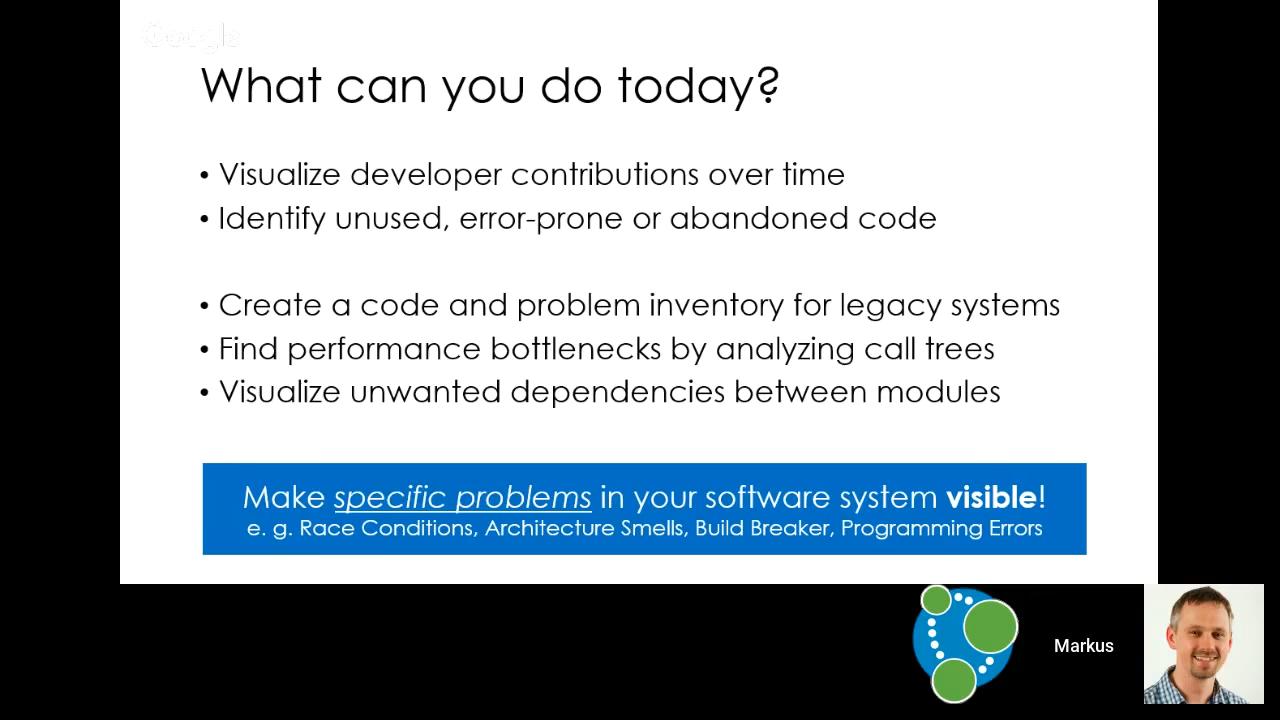 Google
What can you do today?
• Visualize developer contributions over time
• Identify unused, error-prone or abandoned code
• Create a code and problem inventory for legacy systems
• Find performance bottlenecks by analyzing call trees
• Visualize unwanted dependencies between modules
Make specific problems in your software system visible!
e. g. Race Conditions, Architecture Smells, Build Breaker, Programming Errors
Markus